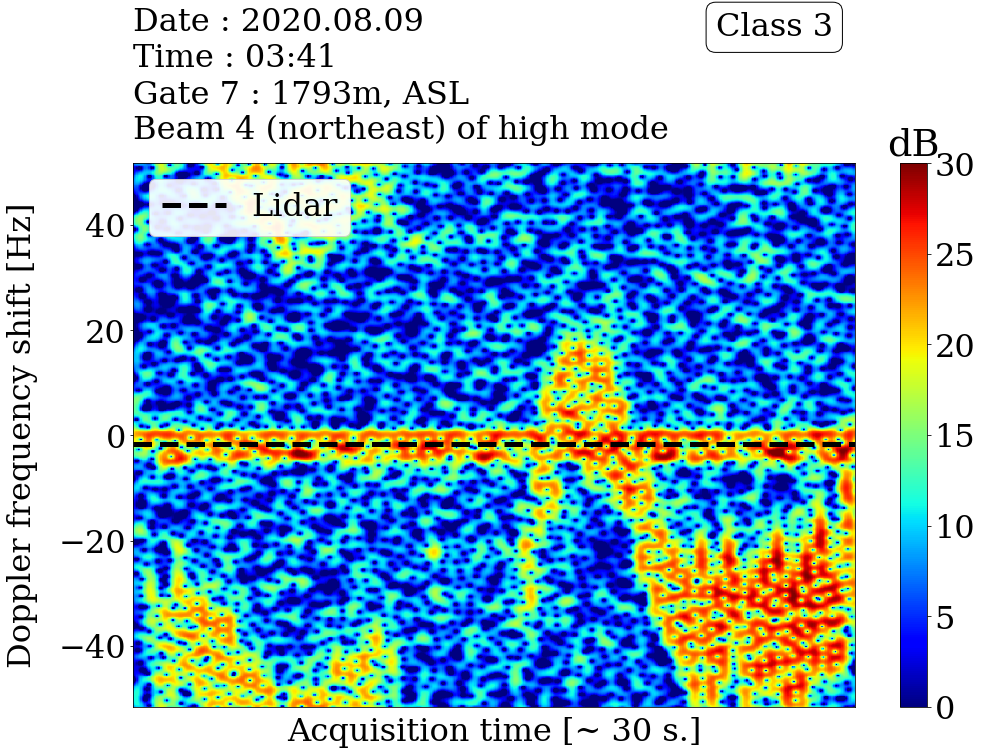 Date : 2020.08.09
Time : 03:41
Gate 7 : 1793m, ASL
Beam 4 (northeast) of high mode
Class 3
dB
Lidar
Doppler frequency shift [Hz]
40
20
0
−20
−40
30
25
20
15
10
5
0
Acquisition time [~ 30 s.]